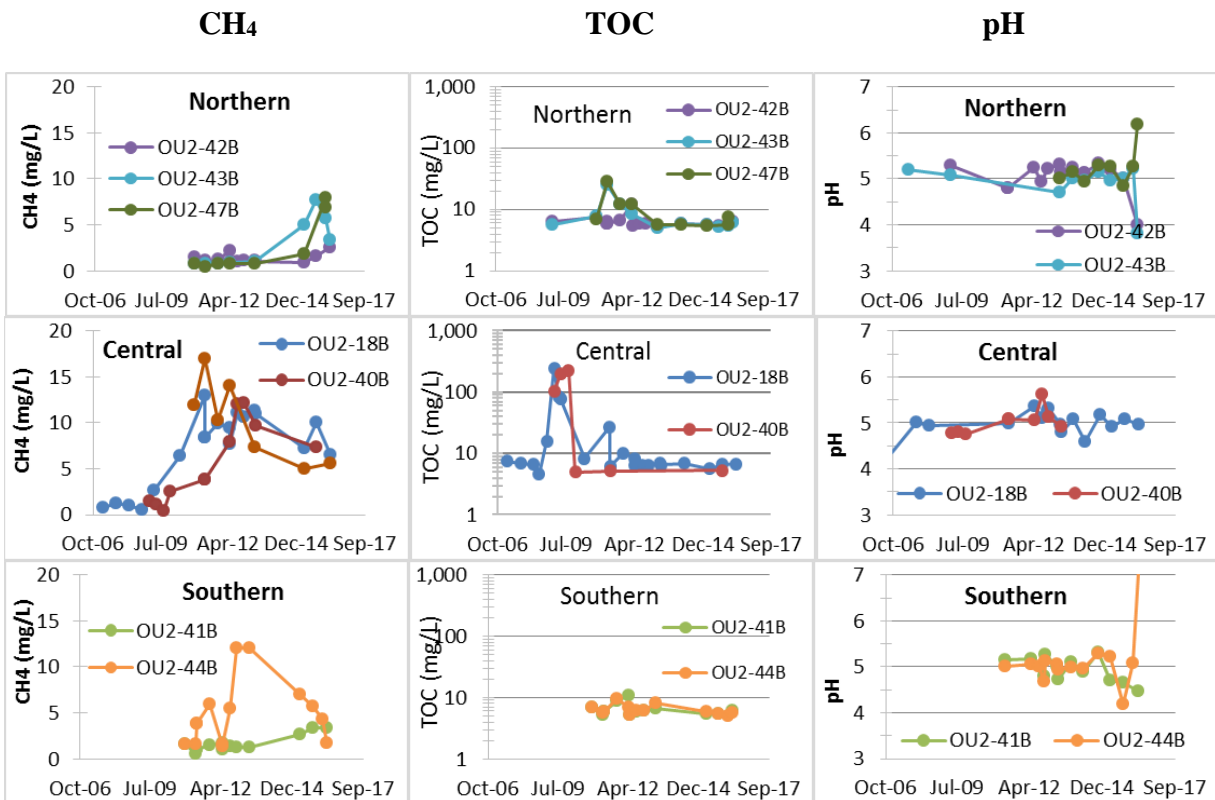 CH₄ TOC pH
CH4 (mg/L)
20
15
10
5
0
Northern
OU2-42B
OU2-43B
OU2-47B
Oct-06 Jul-09 Apr-12 Dec-14 Sep-17
TOC (mg/L)
1,000
100
10
1
Northern
OU2-42B
OU2-43B
OU2-47B
Oct-06 Jul-09 Apr-12 Dec-14 Sep-17
pH
7
6
5
4
3
Northern
OU2-42B
OU2-43B
Oct-06 Jul-09 Apr-12 Dec-14 Sep-17
CH4 (mg/L)
20
15
10
5
0
Central
OU2-18B
OU2-40B
Oct-06 Jul-09 Apr-12 Dec-14 Sep-17
TOC (mg/L)
1,000
100
10
1
Central
OU2-18B
OU2-40B
Oct-06 Jul-09 Apr-12 Dec-14 Sep-17
pH
7
6
5
4
3
Central
OU2-18B OU2-40B
Oct-06 Jul-09 Apr-12 Dec-14 Sep-17
CH4 (mg/L)
20
15
10
5
0
Southern
OU2-41B
OU2-44B
Oct-06 Jul-09 Apr-12 Dec-14 Sep-17
TOC (mg/L)
1,000
100
10
1
Southern
OU2-41B
OU2-44B
Oct-06 Jul-09 Apr-12 Dec-14 Sep-17
pH
7
6
5
4
3
Southern
OU2-41B OU2-44B
Oct-06 Jul-09 Apr-12 Dec-14 Sep-17